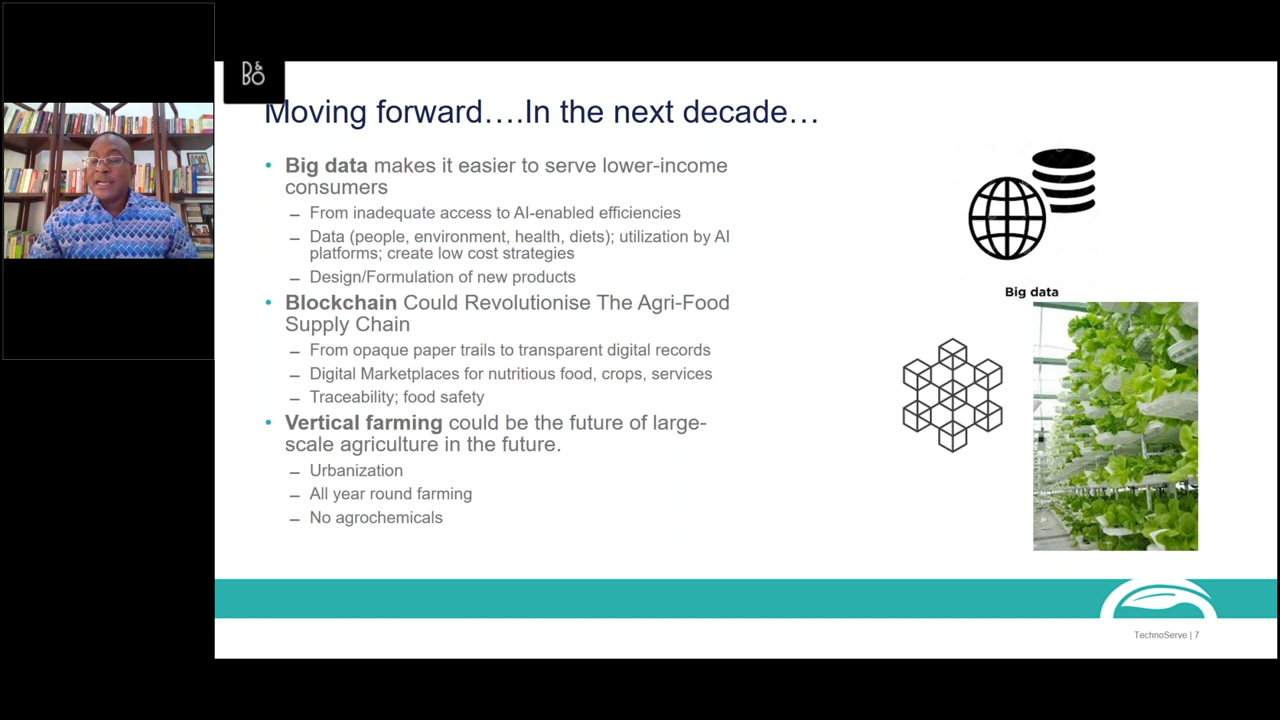 B&O
Moving forward….In the next decade…
• Big data makes it easier to serve lower-income
consumers
– From inadequate access to AI-enabled efficiencies
– Data (people, environment, health, diets); utilization by AI
platforms; create low cost strategies
– Design/Formulation of new products
• Blockchain Could Revolutionise The Agri-Food
Supply Chain
– From opaque paper trails to transparent digital records
– Digital Marketplaces for nutritious food, crops, services
– Traceability; food safety
• Vertical farming could be the future of large-
scale agriculture in the future.
– Urbanization
– All year round farming
– No agrochemicals
Big data
TechnoServe | 7